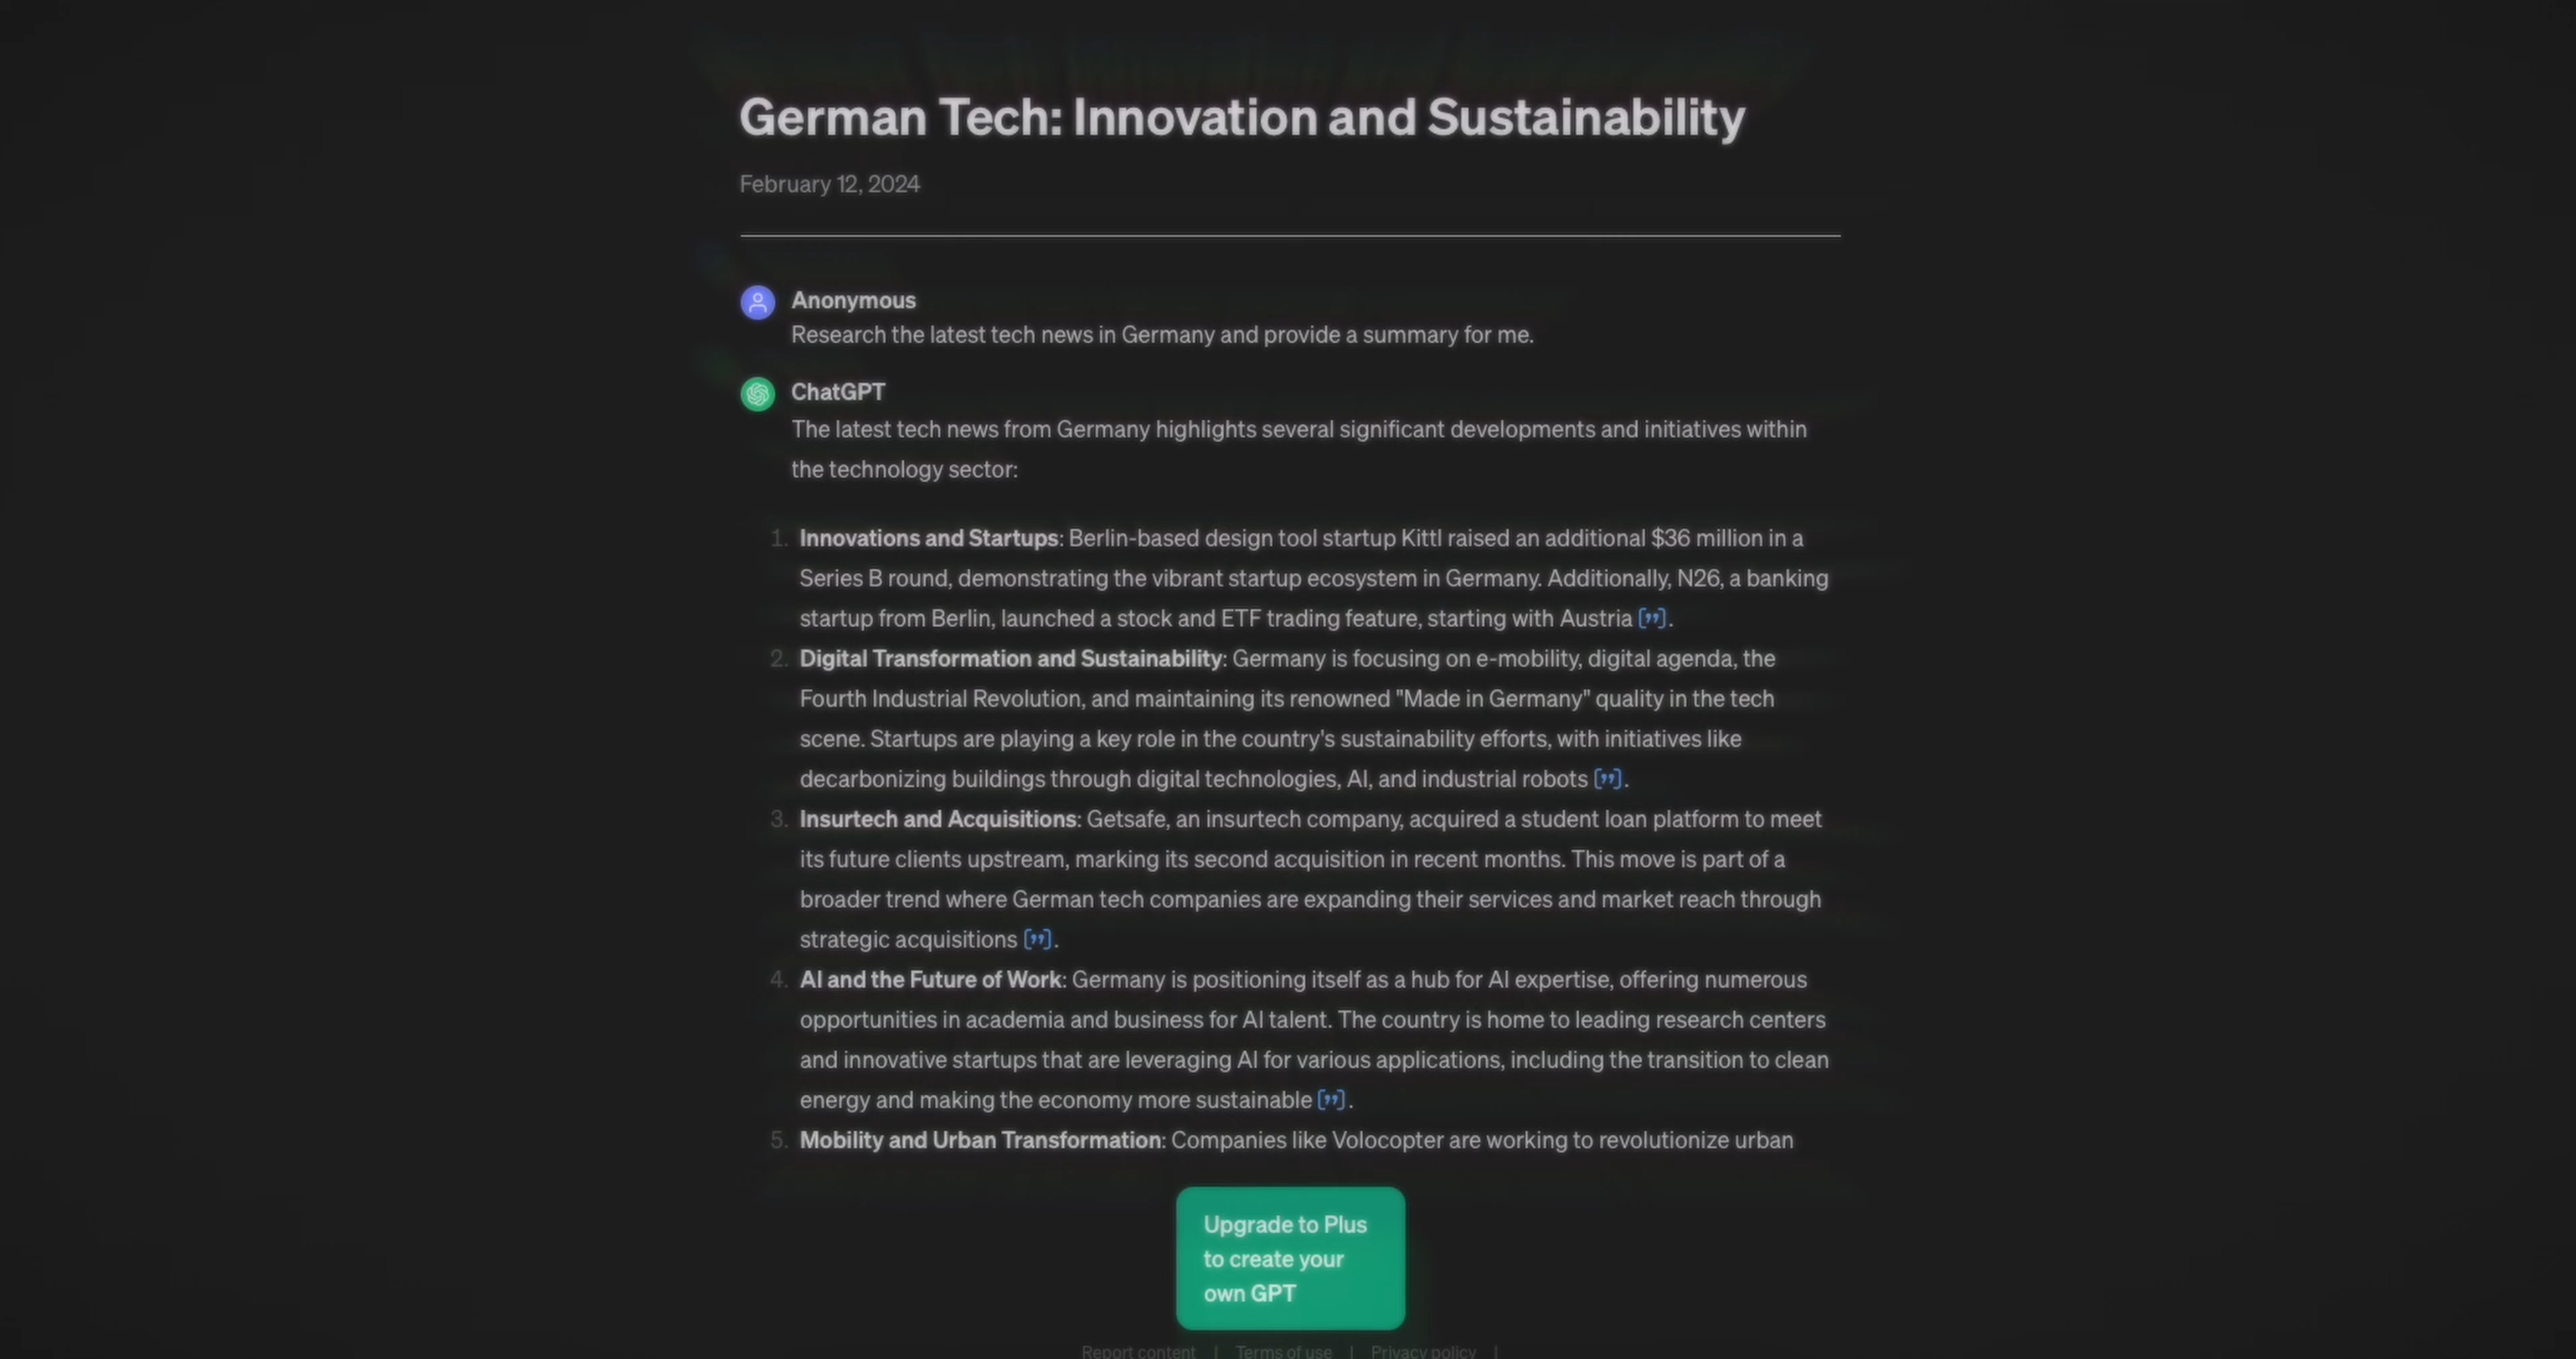 German Tech: Innovation and Sustainability
February 12, 2024
Anonymous
Research the latest tech news in Germany and provide a summary for me.
ChatGPT
The latest tech news from Germany highlights several significant developments and initiatives within
the technology sector:
1. Innovations and Startups: Berlin-based design tool startup Kittl raised an additional $36 million in a
Series B round, demonstrating the vibrant startup ecosystem in Germany. Additionally, N26, a banking
startup from Berlin, launched a stock and ETF trading feature, starting with Austria [”].
2. Digital Transformation and Sustainability: Germany is focusing on e-mobility, digital agenda, the
Fourth Industrial Revolution, and maintaining its renowned "Made in Germany" quality in the tech
scene. Startups are playing a key role in the country's sustainability efforts, with initiatives like
decarbonizing buildings through digital technologies, AI, and industrial robots [”].
3. Insurtech and Acquisitions: Getsafe, an insurtech company, acquired a student loan platform to meet
its future clients upstream, marking its second acquisition in recent months. This move is part of a
broader trend where German tech companies are expanding their services and market reach through
strategic acquisitions [”].
4. AI and the Future of Work: Germany is positioning itself as a hub for AI expertise, offering numerous
opportunities in academia and business for AI talent. The country is home to leading research centers
and innovative startups that are leveraging AI for various applications, including the transition to clean
energy and making the economy more sustainable [”].
5. Mobility and Urban Transformation: Companies like Volocopter are working to revolutionize urban
Upgrade to Plus
to create your
own GPT
Report content | Terms of use | Privacy policy |